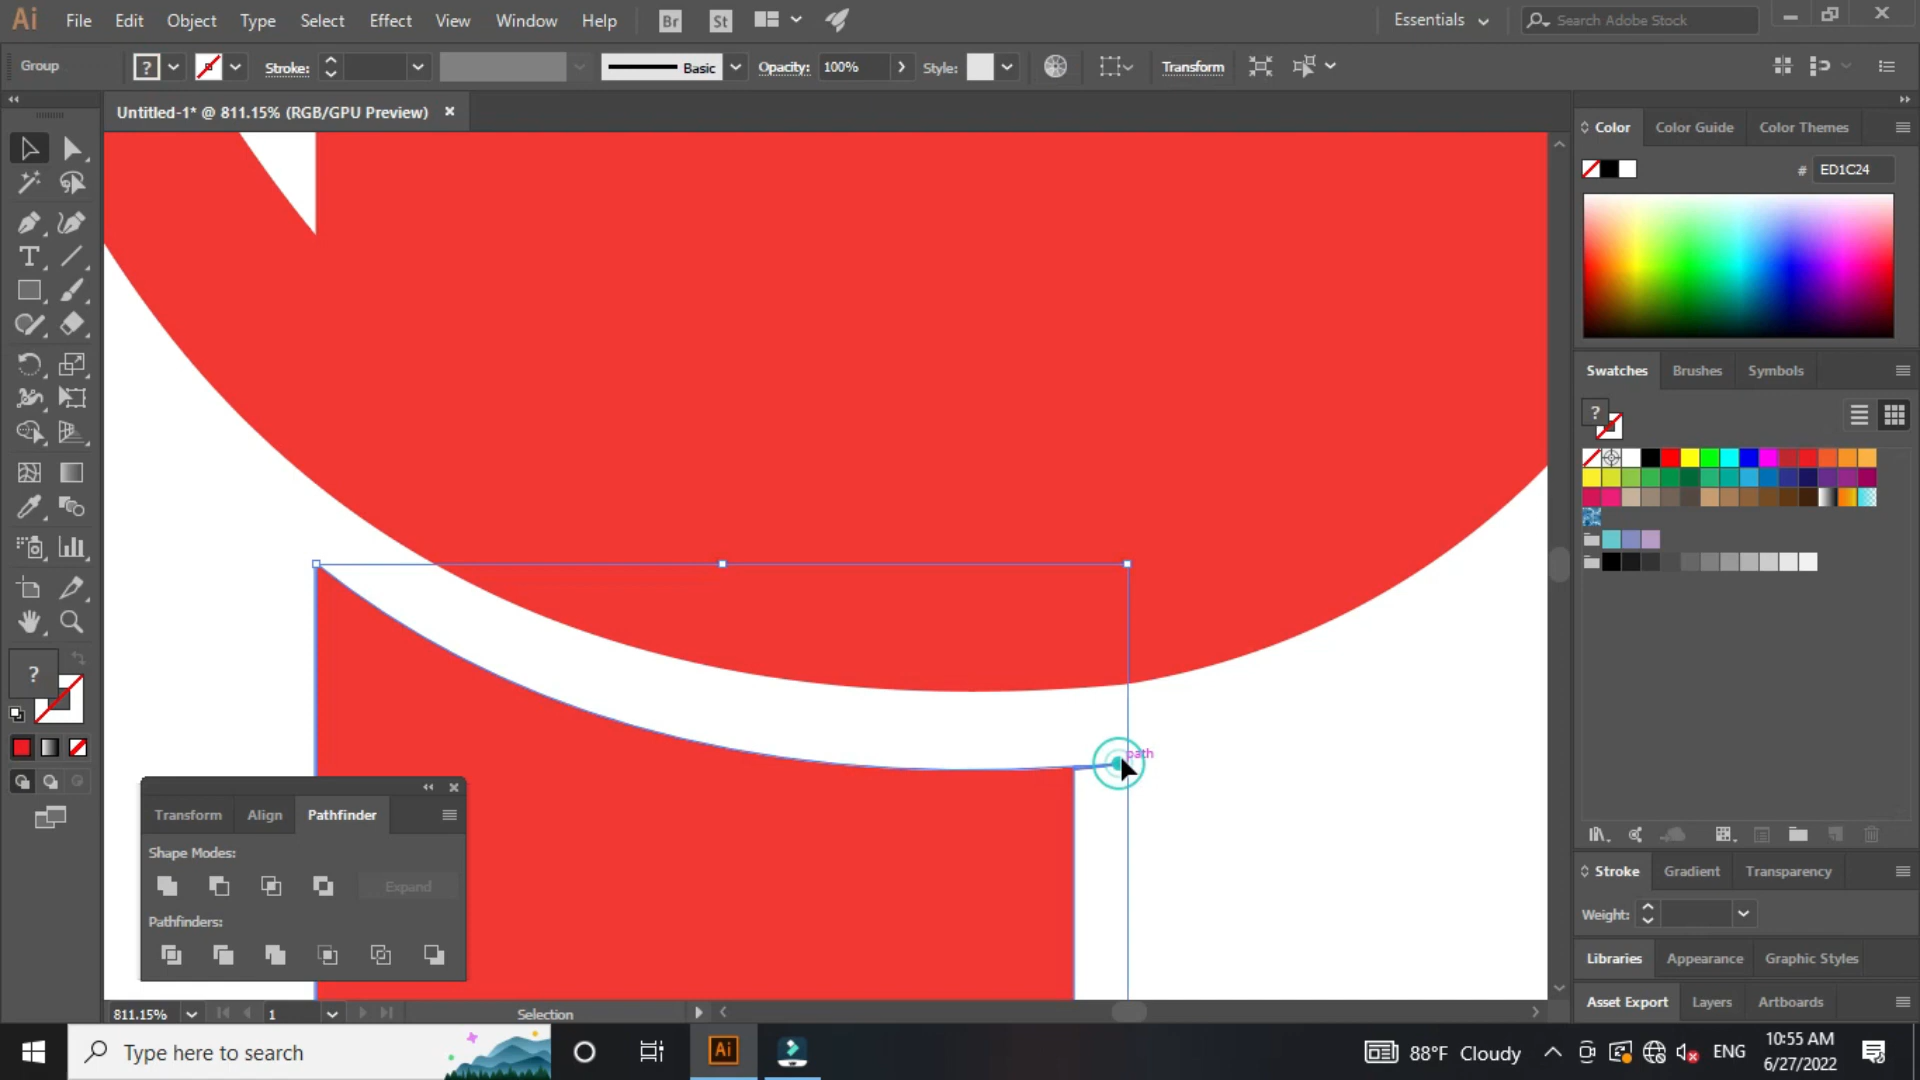 Ai File Edit Object Type Select Effect View Window Help Br St Essentials Search Adobe Stock
Group ? Stroke: Basic Opacity: 100% Style: Transform
Untitled-1* @ 811.15% (RGB/GPU Preview)
Color Color Guide Color Themes
# ED1C24
Swatches Brushes Symbols
?
path
?
Transform Align Pathfinder
Shape Modes:
Expand
Pathfinders:
Stroke Gradient Transparency
Weight:
Libraries Appearance Graphic Styles
Asset Export Layers Artboards
811.15% 1 Selection
Type here to search
Ai
88°F Cloudy
ENG
10:55 AM
6/27/2022